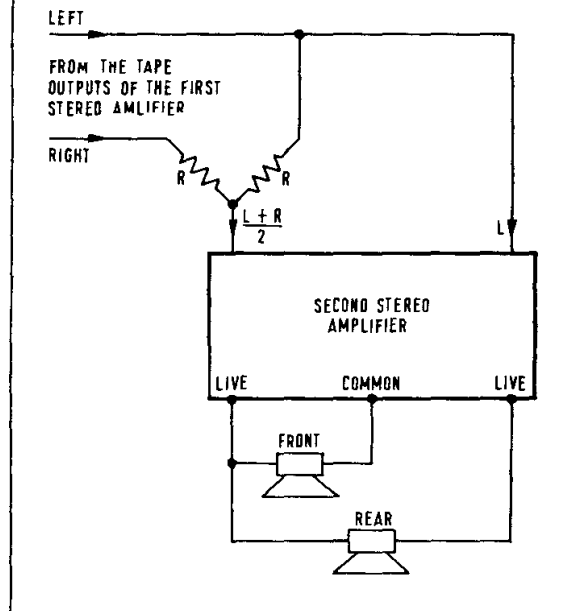 LEFT
FROM THE TAPE
OUTPUTS OF THE FIRST
STEREO AMLIFIER
RIGHT
R
R
L + R
2
L
SECOND STEREO
AMPLIFIER
LIVE
COMMON
LIVE
FRONT
REAR